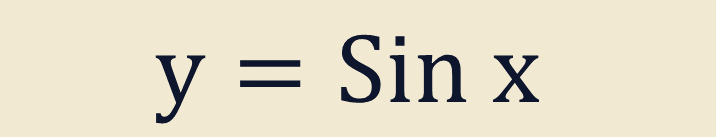 y = Sin x